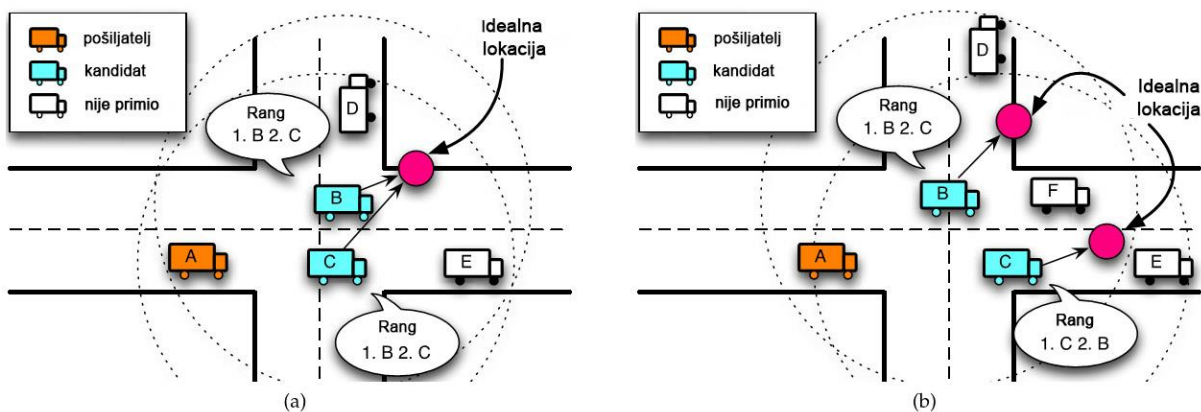 pošiljatelj
kandidat
nije primio
Idealna
lokacija
D
Rang
1. B 2. C
B
A
C
E
Rang
1. B 2. C
(a)
pošiljatelj
kandidat
nije primio
D
Idealna
lokacija
Rang
1. B 2. C
B
F
A
C
E
Rang
1. C 2. B
(b)